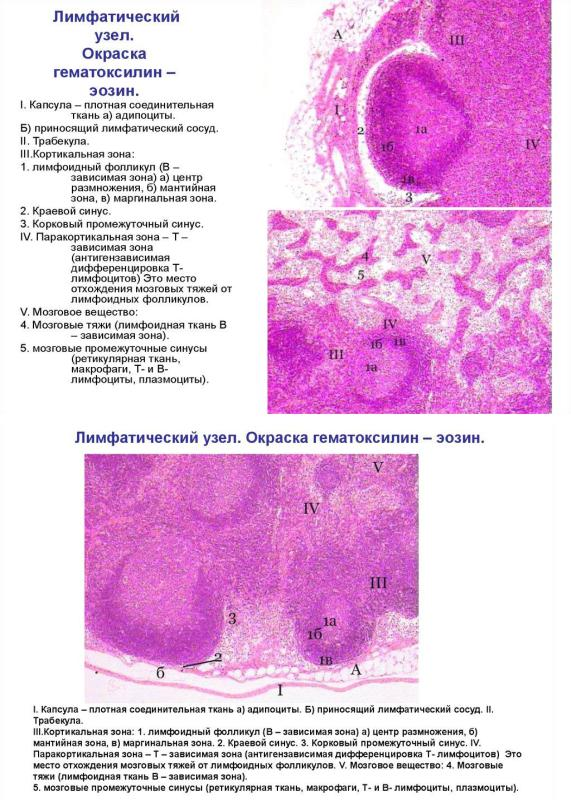 Лимфатический
узел.
Окраска
гематоксилин –
эозин.
I. Капсула – плотная соединительная
ткань а) адипоциты.
Б) приносящий лимфатический сосуд.
II. Трабекула.
III.Кортикальная зона:
1. лимфоидный фолликул (В –
зависимая зона) а) центр
размножения, б) мантийная
зона, в) маргинальная зона.
2. Краевой синус.
3. Корковый промежуточный синус.
IV. Паракортикальная зона – Т –
зависимая зона
(антигензависимая
дифференцировка Т-
лимфоцитов) Это место
отхождения мозговых тяжей от
лимфоидных фолликулов.
V. Мозговое вещество:
4. Мозговые тяжи (лимфоидная ткань В
– зависимая зона).
5. мозговые промежуточные синусы
(ретикулярная ткань,
макрофаги, Т- и В-
лимфоциты, плазмоциты).
А
III
I
2
1а
1б
IV
1в
3
4
V
5
IV
1б 1в
III
1а
Лимфатический узел. Окраска гематоксилин – эозин.
V
IV
III
3
1а
1б
2
1в
б
А
I
I. Капсула – плотная соединительная ткань а) адипоциты. Б) приносящий лимфатический сосуд. II.
Трабекула.
III.Кортикальная зона: 1. лимфоидный фолликул (В – зависимая зона) а) центр размножения, б)
мантийная зона, в) маргинальная зона. 2. Краевой синус. 3. Корковый промежуточный синус. IV.
Паракортикальная зона – Т – зависимая зона (антигензависимая дифференцировка Т- лимфоцитов) Это
место отхождения мозговых тяжей от лимфоидных фолликулов. V. Мозговое вещество: 4. Мозговые
тяжи (лимфоидная ткань В – зависимая зона).
5. мозговые промежуточные синусы (ретикулярная ткань, макрофаги, Т- и В- лимфоциты, плазмоциты).